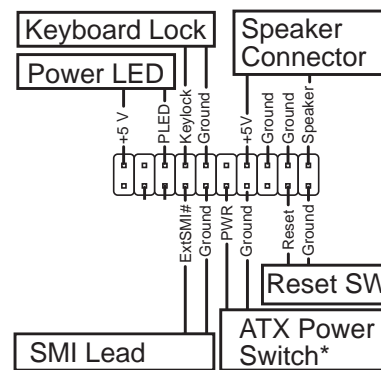 Keyboard Lock
Speaker
Connector
Power LED
+5 V
PLED
Keylock
Ground
+5V
Ground
Ground
Speaker
ExtSMI#
Ground
PWR
Ground
Reset
Ground
Reset SW
SMI Lead
ATX Power
Switch*